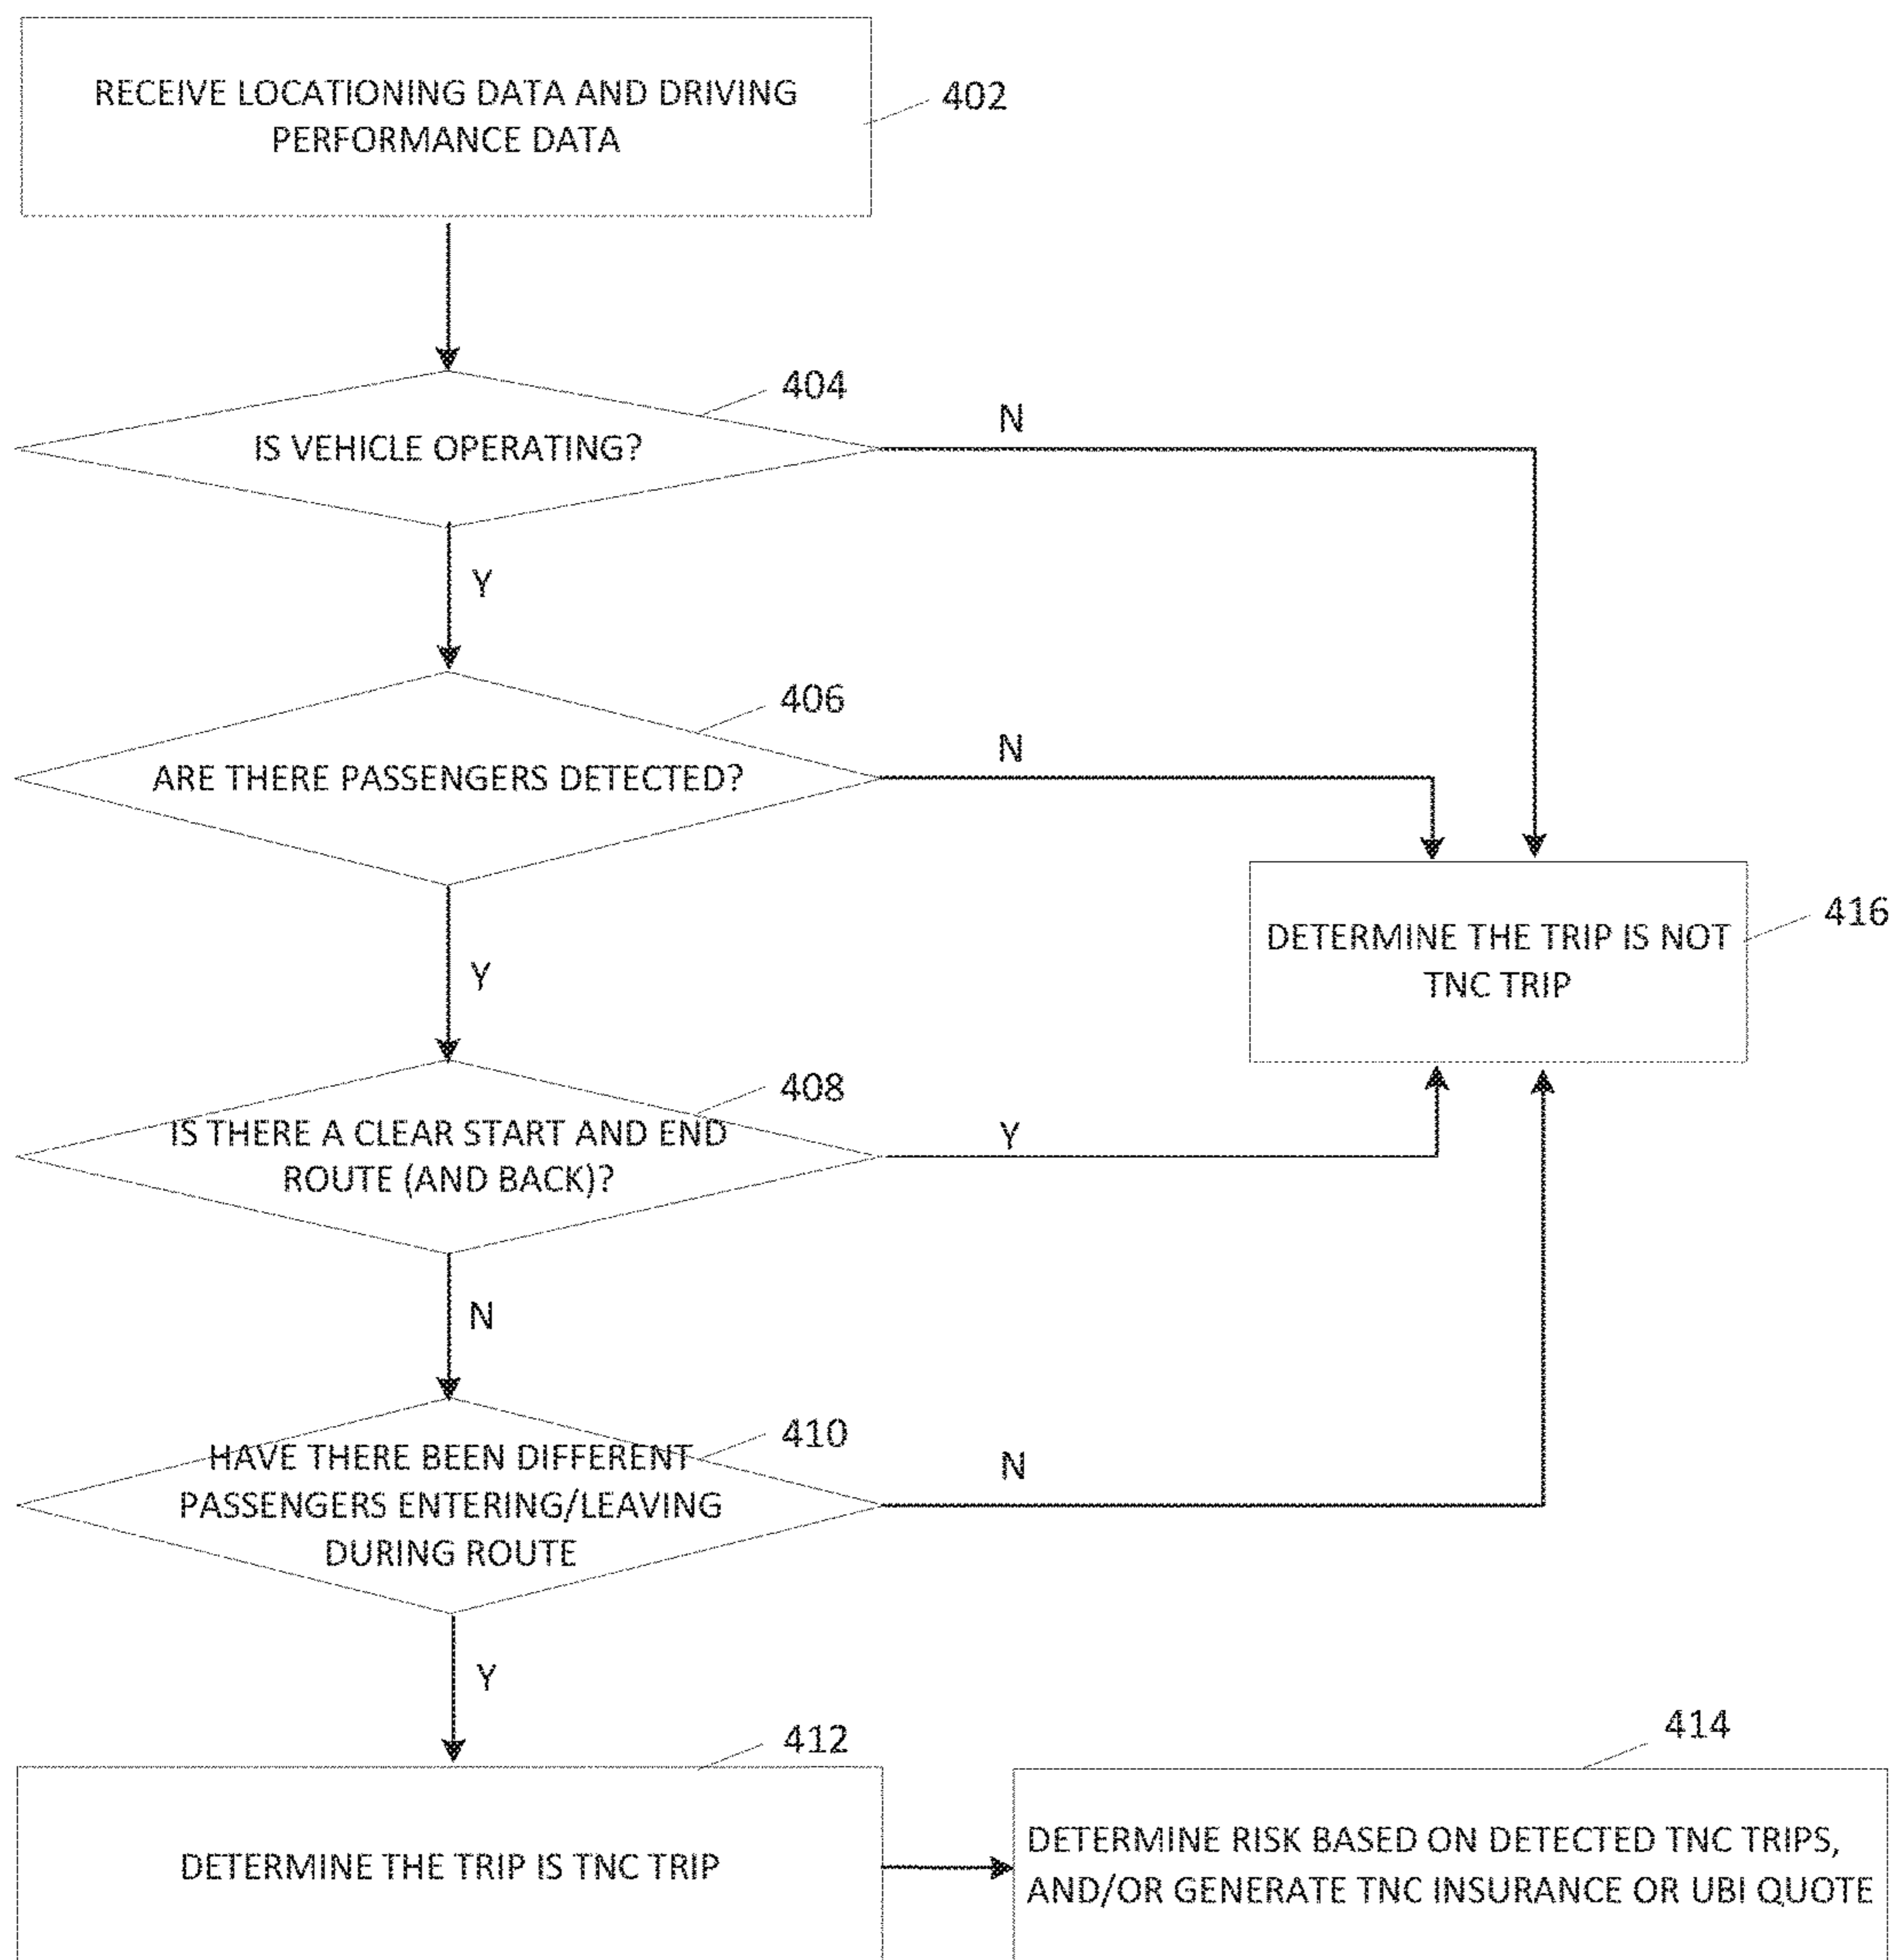 RECEIVE LOCATIONING DATA AND DRIVING
PERFORMANCE DATA
402
404
IS VEHICLE OPERATING?
N
Y
406
ARE THERE PASSENGERS DETECTED?
N
416
DETERMINE THE TRIP IS NOT
TNC TRIP
Y
408
IS THERE A CLEAR START AND END
ROUTE (AND BACK)?
Y
N
410
HAVE THERE BEEN DIFFERENT
PASSENGERS ENTERING/LEAVING
DURING ROUTE
N
Y
412
DETERMINE THE TRIP IS TNC TRIP
414
DETERMINE RISK BASED ON DETECTED TNC TRIPS,
AND/OR GENERATE TNC INSURANCE OR UBI QUOTE